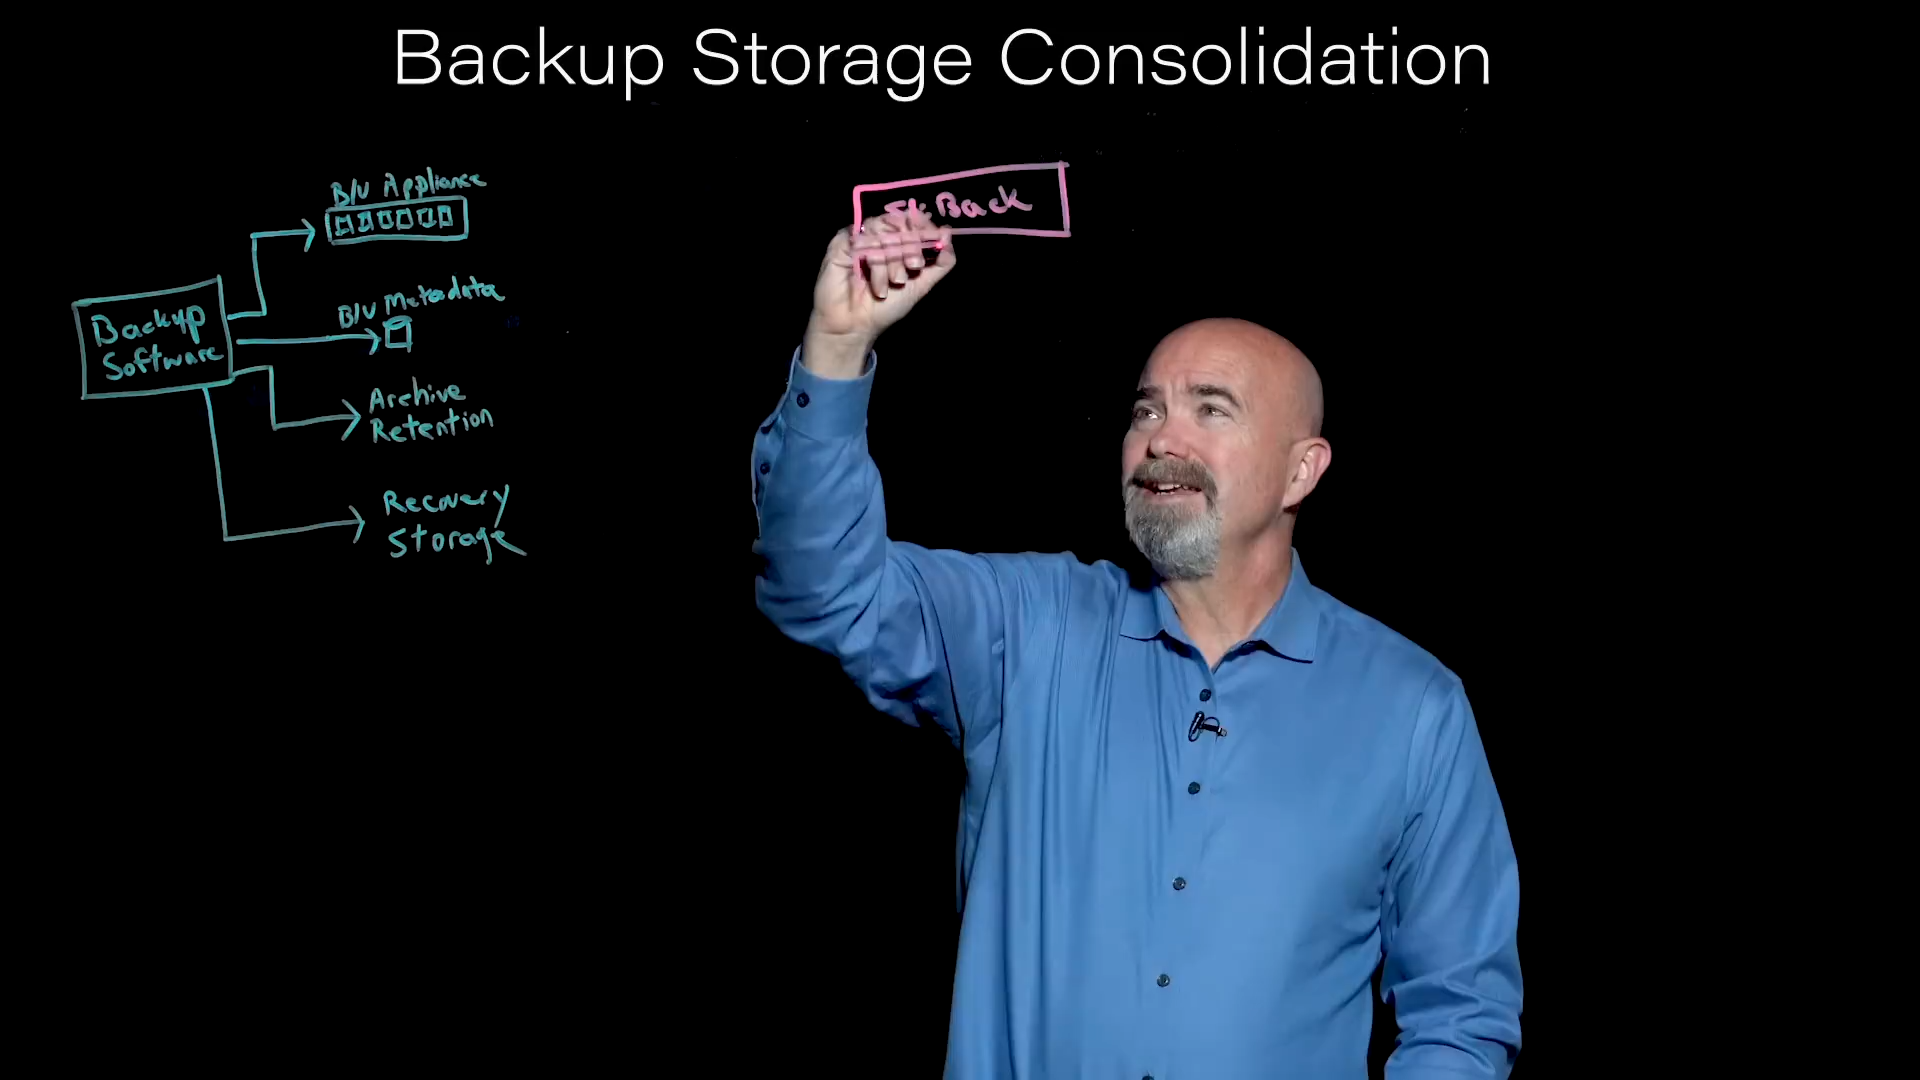 Backup Storage Consolidation
B/U Appliance
B/U Metadata
Backup
Software
Archive
Retention
Recovery
Storage
Back